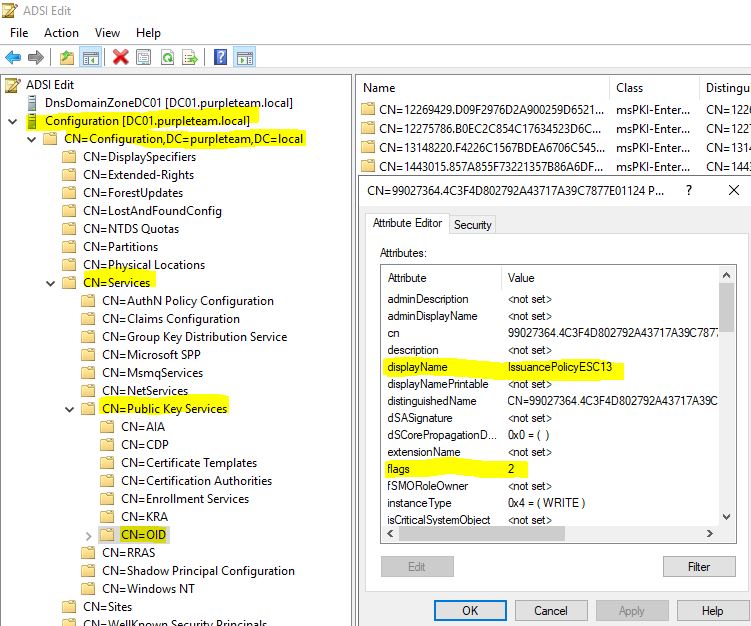 ADSI Edit
File Action View Help
ADSI Edit
DnsDomainZoneDC01 [DC01.purpleteam.local]
Configuration [DC01.purpleteam.local]
CN=Configuration,DC=purpleteam,DC=local
CN=DisplaySpecifiers
CN=Extended-Rights
CN=ForestUpdates
CN=LostAndFoundConfig
CN=NTDS Quotas
CN=Partitions
CN=Physical Locations
CN=Services
CN=AuthN Policy Configuration
CN=Claims Configuration
CN=Group Key Distribution Service
CN=Microsoft SPP
CN=MsmqServices
CN=NetServices
CN=Public Key Services
CN=AIA
CN=CDP
CN=Certificate Templates
CN=Certification Authorities
CN=Enrollment Services
CN=KRA
CN=OID
CN=RRAS
CN=Shadow Principal Configuration
CN=Windows NT
CN=Sites
CN=WellKnown Security Principals
Name Class Distingui
CN=12269429.D09F2976D2A900259D6521... msPKI-Enter... CN=1226
CN=12275786.B0EC2C854C17634523D6C... msPKI-Enter... CN=1227
CN=13148220.F4226C1567BDEA6706C545... msPKI-Enter... CN=1314
CN=1443015.857A855F73221357B86A6DF... msPKI-Enter... CN=1443
CN=99027364.4C3F4D802792A43717A39C7877E01124 P... ?
Attribute Editor Security
Attributes:
Attribute Value
adminDescription <not set>
adminDisplayName <not set>
cn 99027364.4C3F4D802792A43717A39C7877
description <not set>
displayName IssuancePolicyESC13
displayNamePrintable <not set>
distinguishedName CN=99027364.4C3F4D802792A43717A39C
dSASignature <not set>
dSCorePropagationD... 0x0 = ( )
extensionName <not set>
flags 2
fSMORoleOwner <not set>
instanceType 0x4 = ( WRITE )
isCriticalSystemObject <not set>
Edit Filter
OK Cancel Apply Help